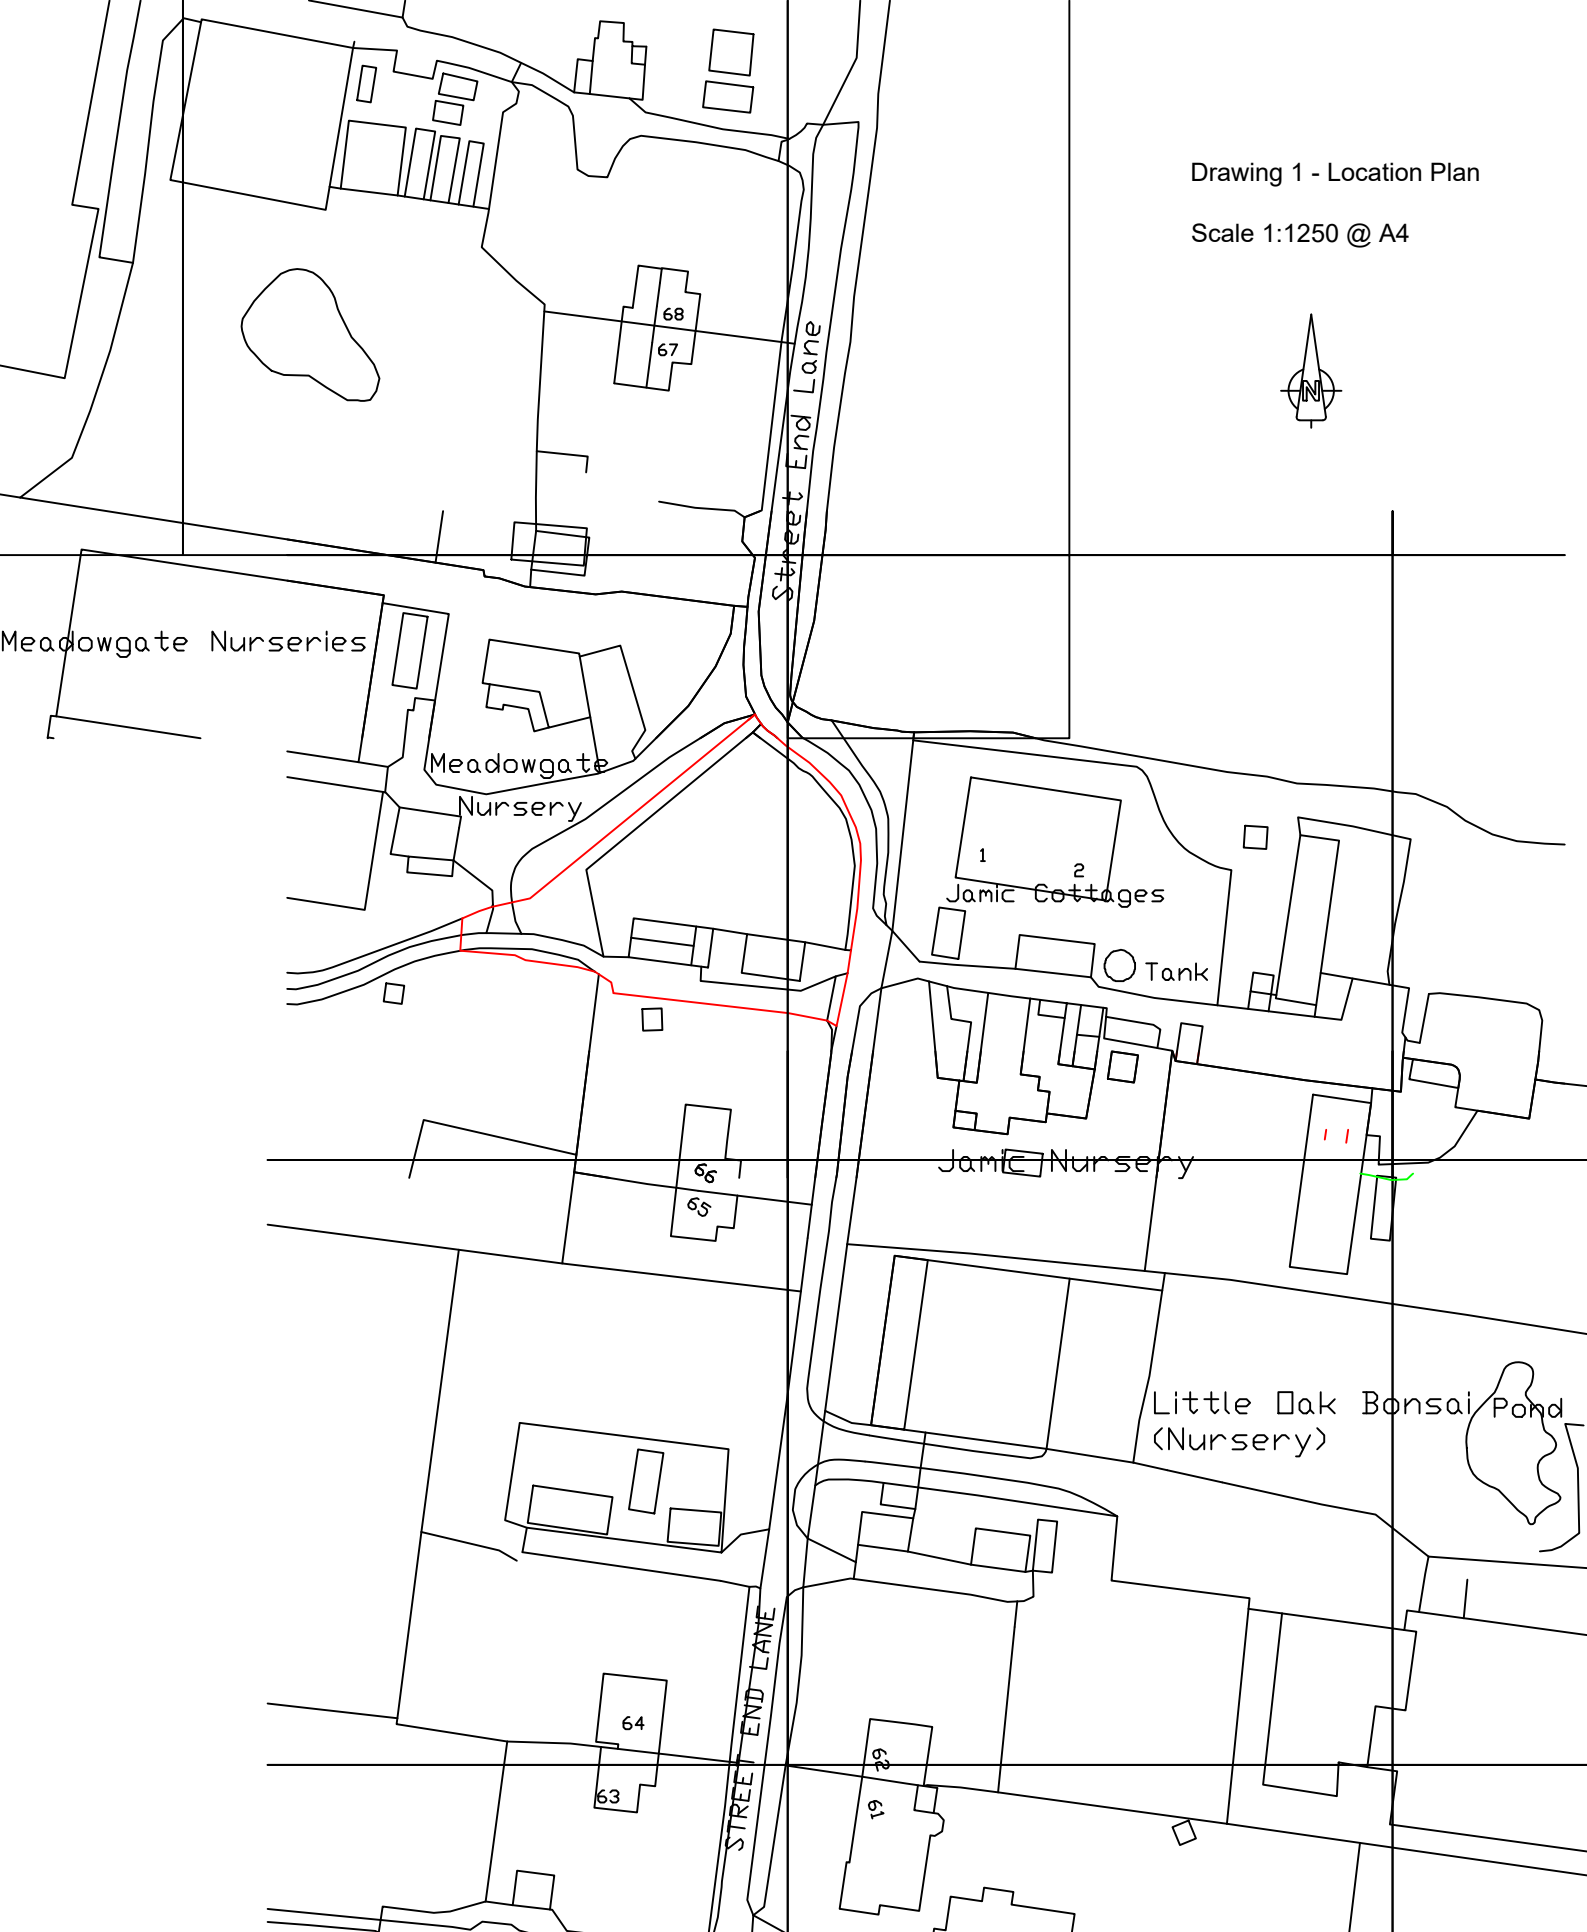 Drawing 1 - Location Plan
Scale 1:1250 @ A4
68
67
Street End Lane
N
Meadowgate Nurseries
Meadowgate
Nursery
1
2
Jamic Cottages
Tank
Jamic Nursery
66
65
Little Oak Bonsai
(Nursery)
Pond
STREET END LANE
64
63
62
61